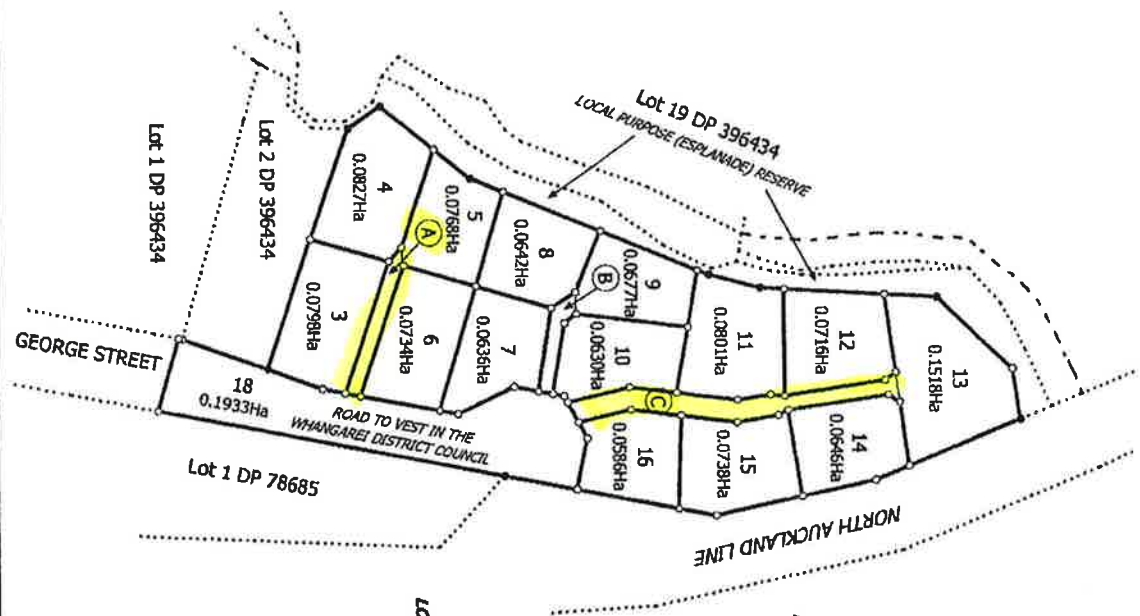 Lot 19 DP 396434
LOCAL PURPOSE (ESPLANADE) RESERVE
Lot 1 DP 396434
Lot 2 DP 396434
4
0.0827Ha
5
0.0768Ha
A
8
0.0642Ha
9
0.0677Ha
B
11
0.0801Ha
12
0.0716Ha
13
0.1518Ha
3
0.0798Ha
6
0.0734Ha
7
0.0636Ha
10
0.0630Ha
C
16
0.0586Ha
15
0.0738Ha
14
0.0646Ha
GEORGE STREET
18
0.1933Ha
ROAD TO VEST IN THE
WHANGAREI DISTRICT COUNCIL
Lot 1 DP 78685
NORTH AUCKLAND LINE